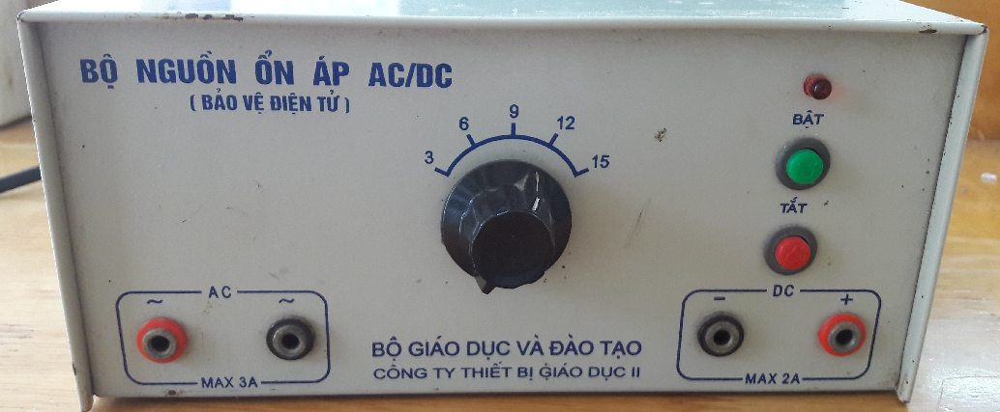 BỘ NGUỒN ỔN ÁP AC/DC
( BẢO VỆ ĐIỆN TỬ )
3 6 9 12 15
BẬT
TẮT
AC
~ ~
MAX 3A
BỘ GIÁO DỤC VÀ ĐÀO TẠO
CÔNG TY THIẾT BỊ GIÁO DỤC II
DC
− +
MAX 2A